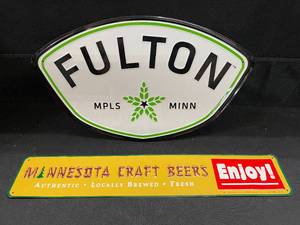 FULTON
MPLS MINN
MINNESOTA CRAFT BEERS Enjoy!
AUTHENTIC • LOCALLY BREWED • FRESH